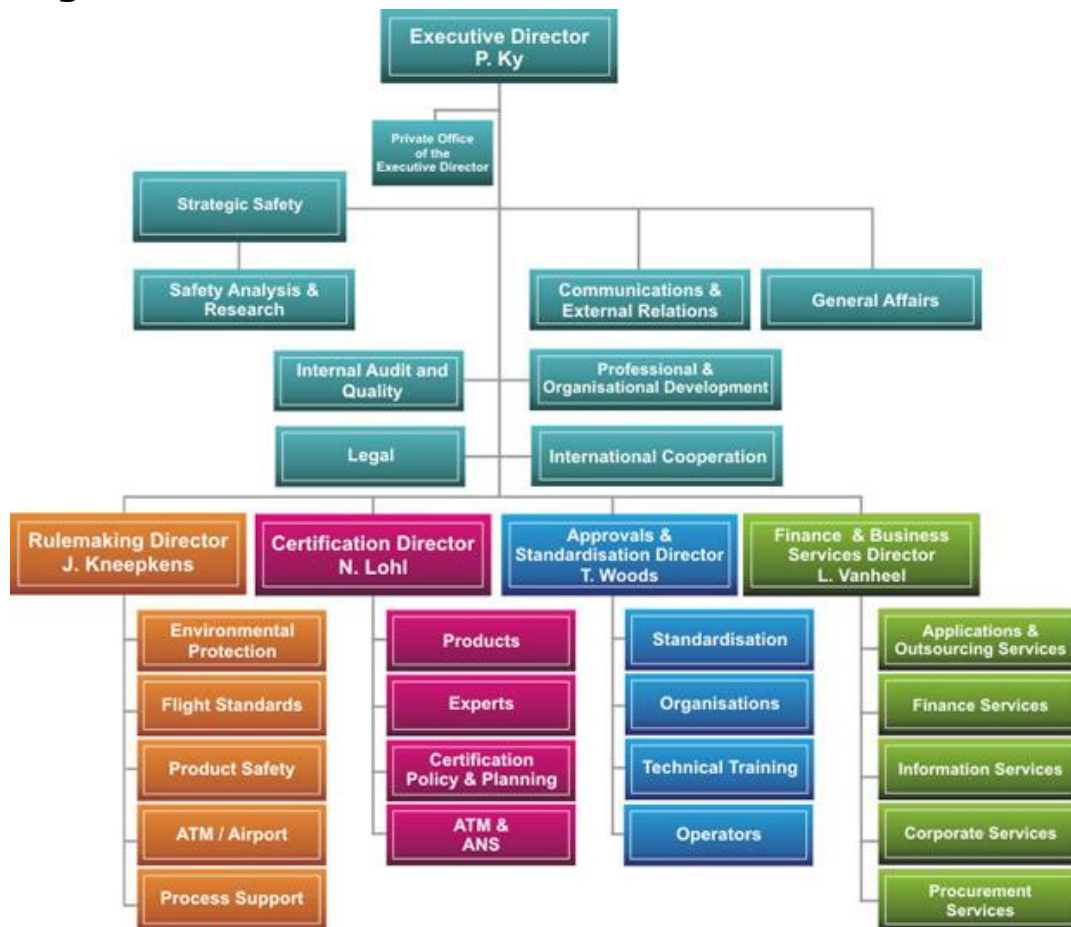 Executive Director
P. Ky
Private Office
of the
Executive Director
Strategic Safety
Safety Analysis &
Research
Communications &
External Relations
General Affairs
Internal Audit and
Quality
Professional &
Organisational Development
Legal
International Cooperation
Rulemaking Director
J. Kneepkens
Certification Director
N. Lohl
Approvals &
Standardisation Director
T. Woods
Finance & Business
Services Director
L. Vanheel
Environmental
Protection
Flight Standards
Product Safety
ATM / Airport
Process Support
Products
Experts
Certification
Policy & Planning
ATM &
ANS
Standardisation
Organisations
Technical Training
Operators
Applications &
Outsourcing Services
Finance Services
Information Services
Corporate Services
Procurement
Services